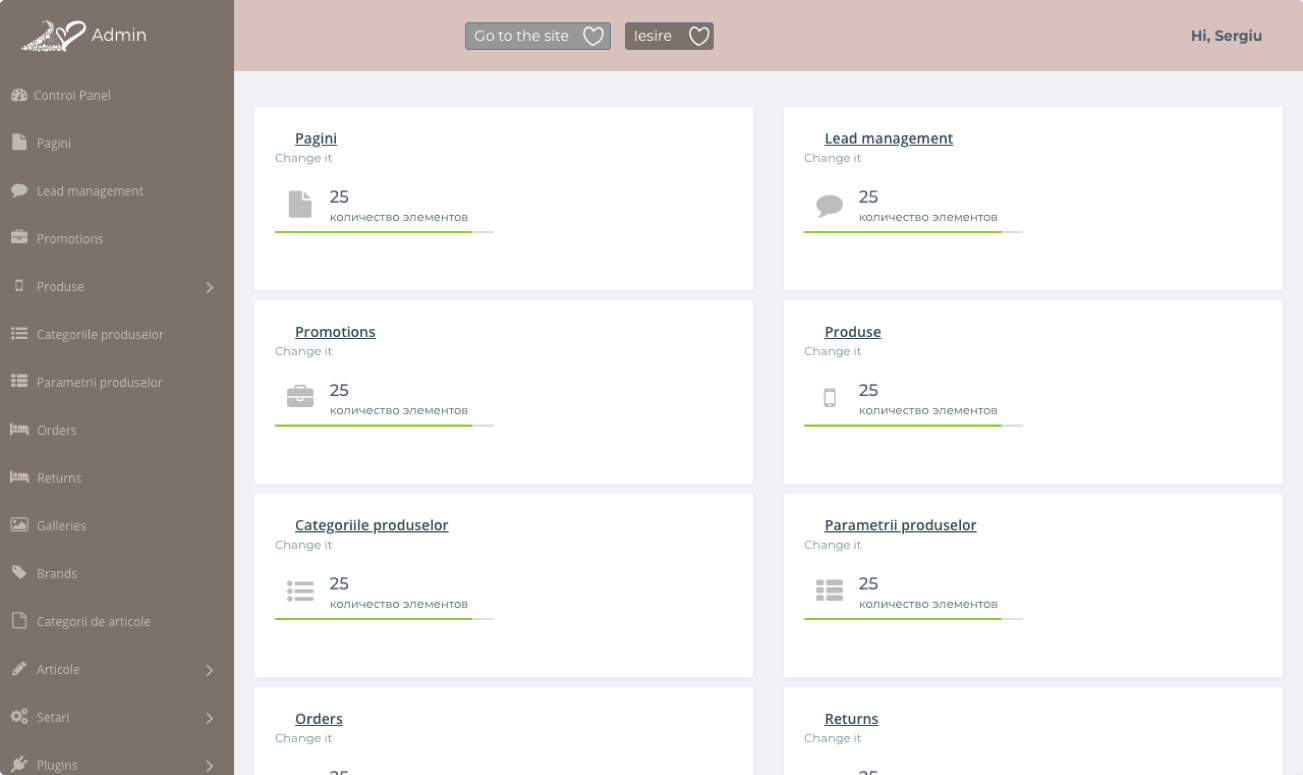 Admin
Go to the site
Iesire
Hi, Sergiu
Control Panel
Pagini
Lead management
Promotions
Produse
Categoriile produselor
Parametrii produselor
Orders
Returns
Galleries
Brands
Categorii de articole
Articole
Setari
Plugins
Pagini
Change it
25
количество элементов
Lead management
Change it
25
количество элементов
Promotions
Change it
25
количество элементов
Produse
Change it
25
количество элементов
Categoriile produselor
Change it
25
количество элементов
Parametrii produselor
Change it
25
количество элементов
Orders
Change it
25
Returns
Change it
25